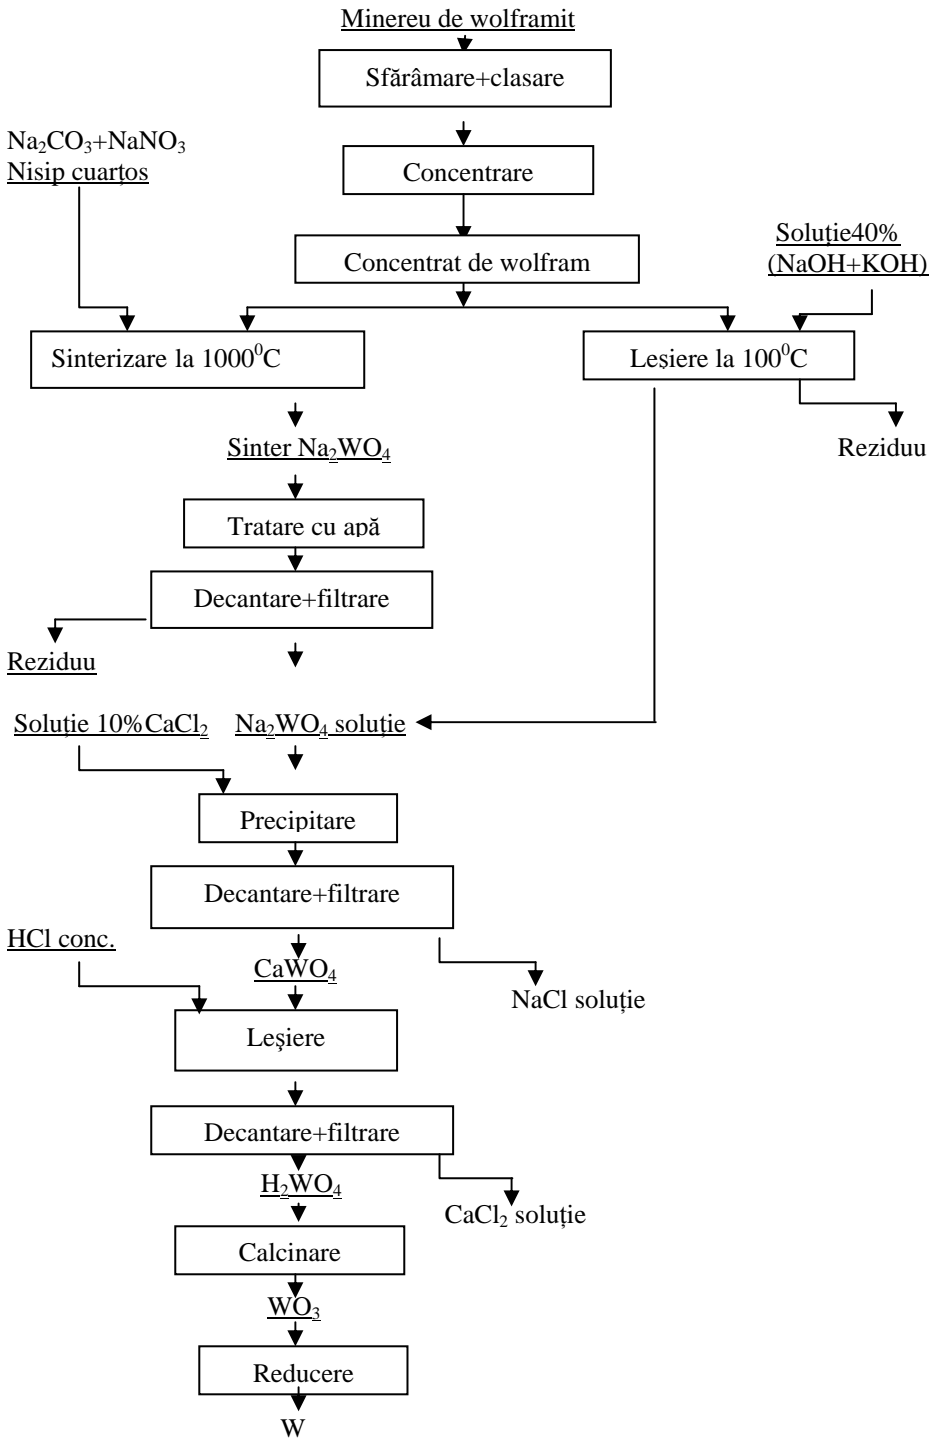 Minereu de wolframit
Sfărâmare+clasare
Na₂CO₃+NaNO₃
Nisip cuarțos
Concentrare
Soluție40%
(NaOH+KOH)
Concentrat de wolfram
Sinterizare la 1000⁰C
Leșiere la 100⁰C
Sinter Na₂WO₄
Reziduu
Tratare cu apă
Decantare+filtrare
Reziduu
Soluție 10%CaCl₂
Na₂WO₄ soluție
Precipitare
Decantare+filtrare
HCl conc.
CaWO₄
NaCl soluție
Leşiere
Decantare+filtrare
H₂WO₄
CaCl₂ soluție
Calcinare
WO₃
Reducere
W